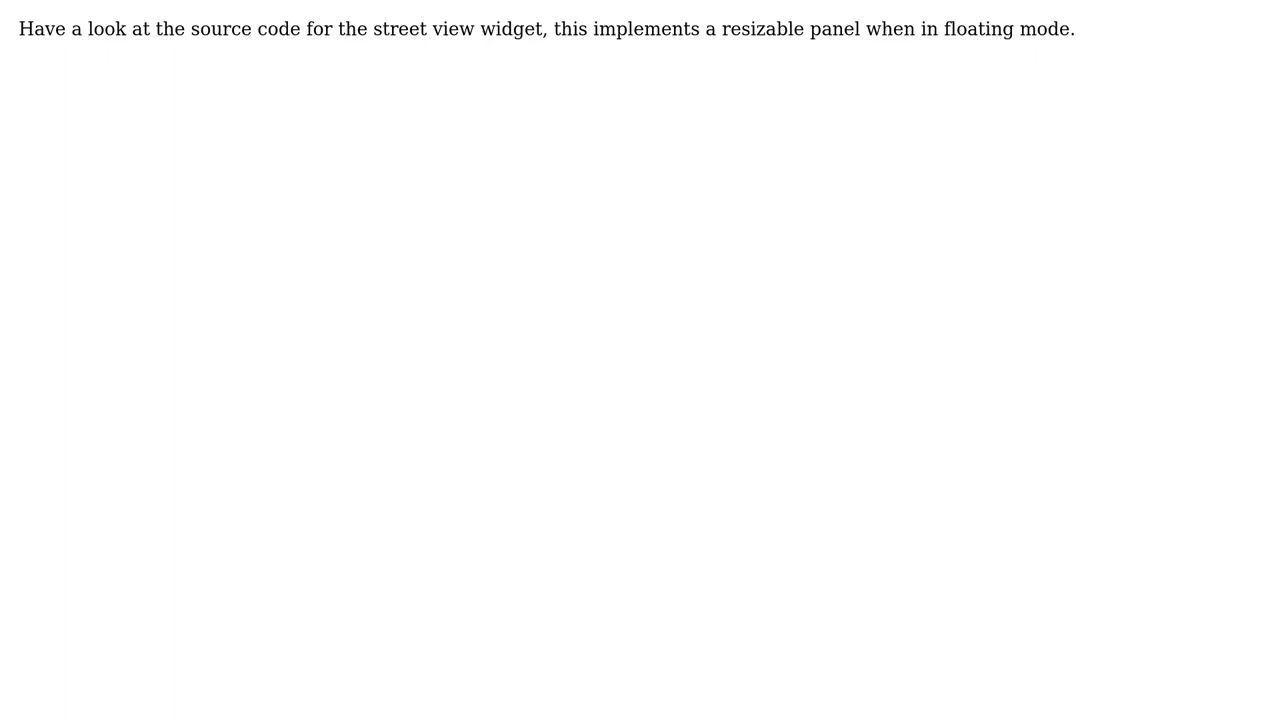 Have a look at the source code for the street view widget, this implements a resizable panel when in floating mode.